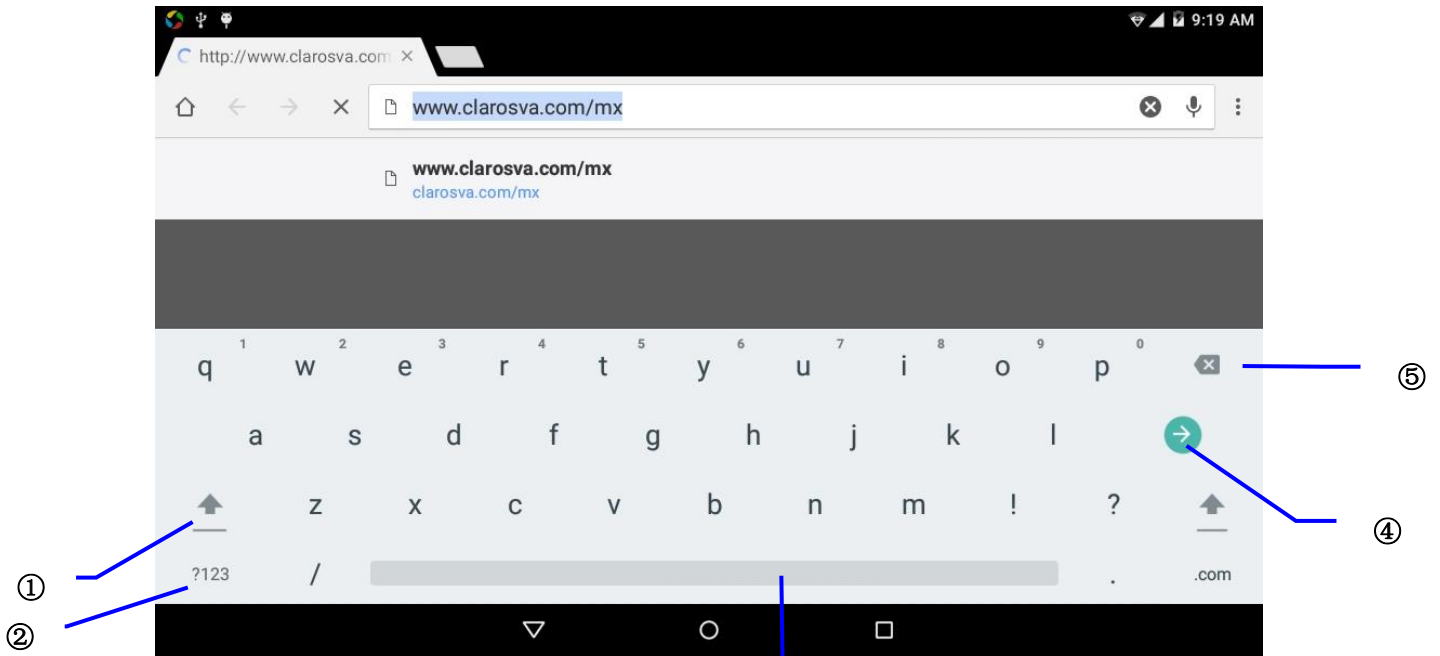 9:19 AM
http://www.clarosva.com
www.clarosva.com/mx
www.clarosva.com/mx
clarosva.com/mx
1 2 3 4 5 6 7 8 9 0
q w e r t y u i o p
⑤
a s d f g h j k l
④
z x c v b n m ! ?
①
?123 / . .com
②